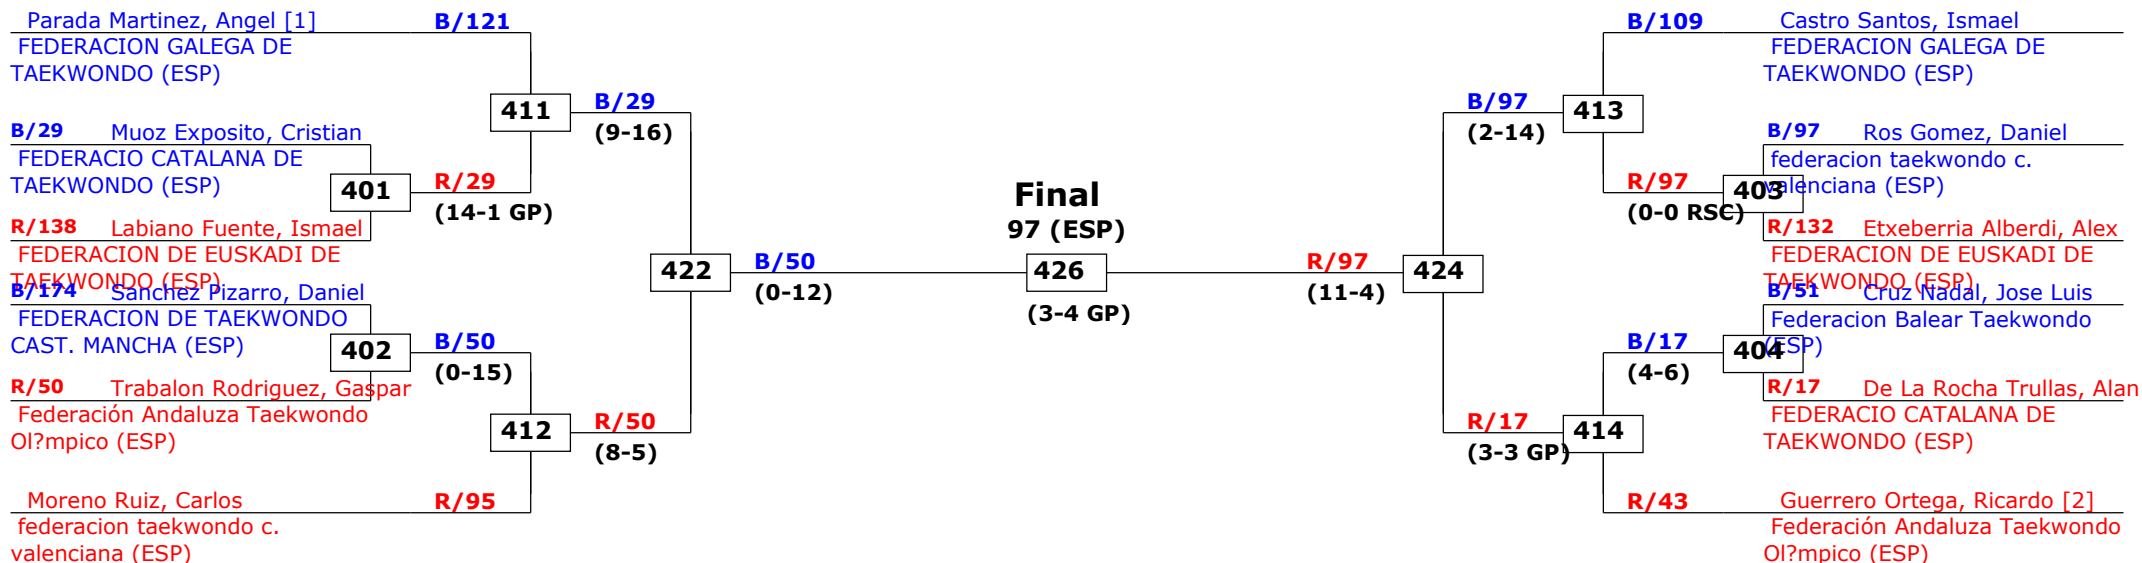 Parada Martinez, Angel [1]
FEDERACION GALEGA DE
TAEKWONDO (ESP)
B/121
B/29 Muoz Exposito, Cristian
FEDERACIO CATALANA DE
TAEKWONDO (ESP)
R/138 Labiano Fuente, Ismael
FEDERACION DE EUSKADI DE
TAEKWONDO (ESP)
B/174 Sanchez Pizarro, Daniel
FEDERACION DE TAEKWONDO
CAST. MANCHA (ESP)
R/50 Trabalon Rodriguez, Gaspar
Federación Andaluza Taekwondo
Ol?mpico (ESP)
Moreno Ruiz, Carlos
federacion taekwondo c.
valenciana (ESP)
R/95
401
R/29
(14-1 GP)
402
B/50
(0-15)
411
B/29
(9-16)
412
R/50
(8-5)
422
B/50
(0-12)
Final
97 (ESP)
426
(3-4 GP)
R/97
(11-4)
424
B/97
(2-14)
413
R/17
(3-3 GP)
414
B/109
R/97
(0-0 RSC)
403
B/17
(4-6)
404
R/43
Castro Santos, Ismael
FEDERACION GALEGA DE
TAEKWONDO (ESP)
B/97 Ros Gomez, Daniel
federacion taekwondo c.
valenciana (ESP)
R/132 Etxeberria Alberdi, Alex
FEDERACION DE EUSKADI DE
TAEKWONDO (ESP)
B/51 Cruz Nadal, Jose Luis
Federacion Balear Taekwondo
(ESP)
R/17 De La Rocha Trullas, Alan
FEDERACIO CATALANA DE
TAEKWONDO (ESP)
Guerrero Ortega, Ricardo [2]
Federación Andaluza Taekwondo
Ol?mpico (ESP)